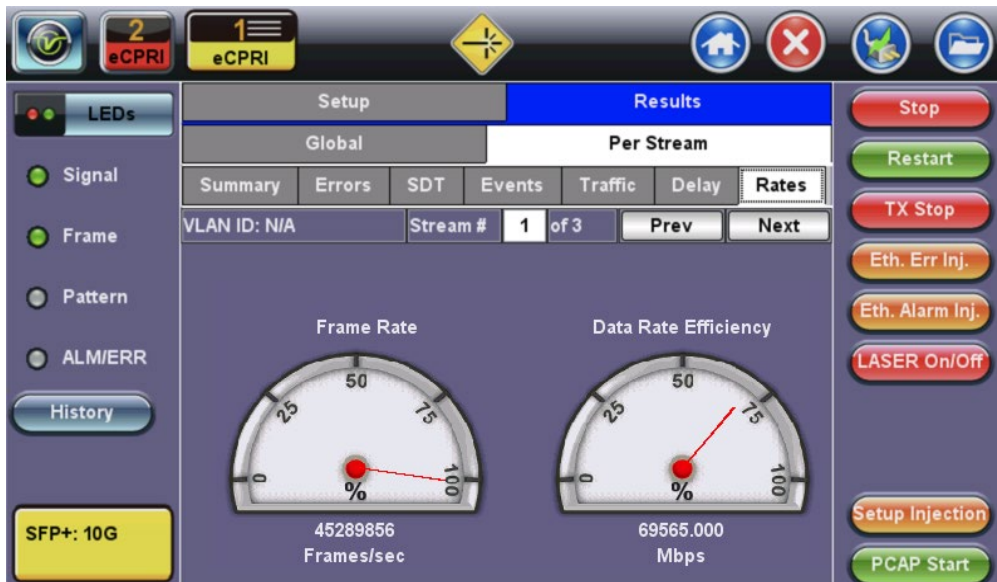 2
eCPRI
1
eCPRI
LEDs
Setup
Results
Stop
Global
Per Stream
Restart
Signal
Summary
Errors
SDT
Events
Traffic
Delay
Rates
TX Stop
VLAN ID: N/A
Stream #
1
of 3
Prev
Next
Frame
Eth. Err Inj.
Pattern
Eth. Alarm Inj.
Frame Rate
Data Rate Efficiency
ALM/ERR
LASER On/Off
History
0
25
50
75
100
%
0
25
50
75
100
%
45289856
Frames/sec
69565.000
Mbps
SFP+: 10G
Setup Injection
PCAP Start